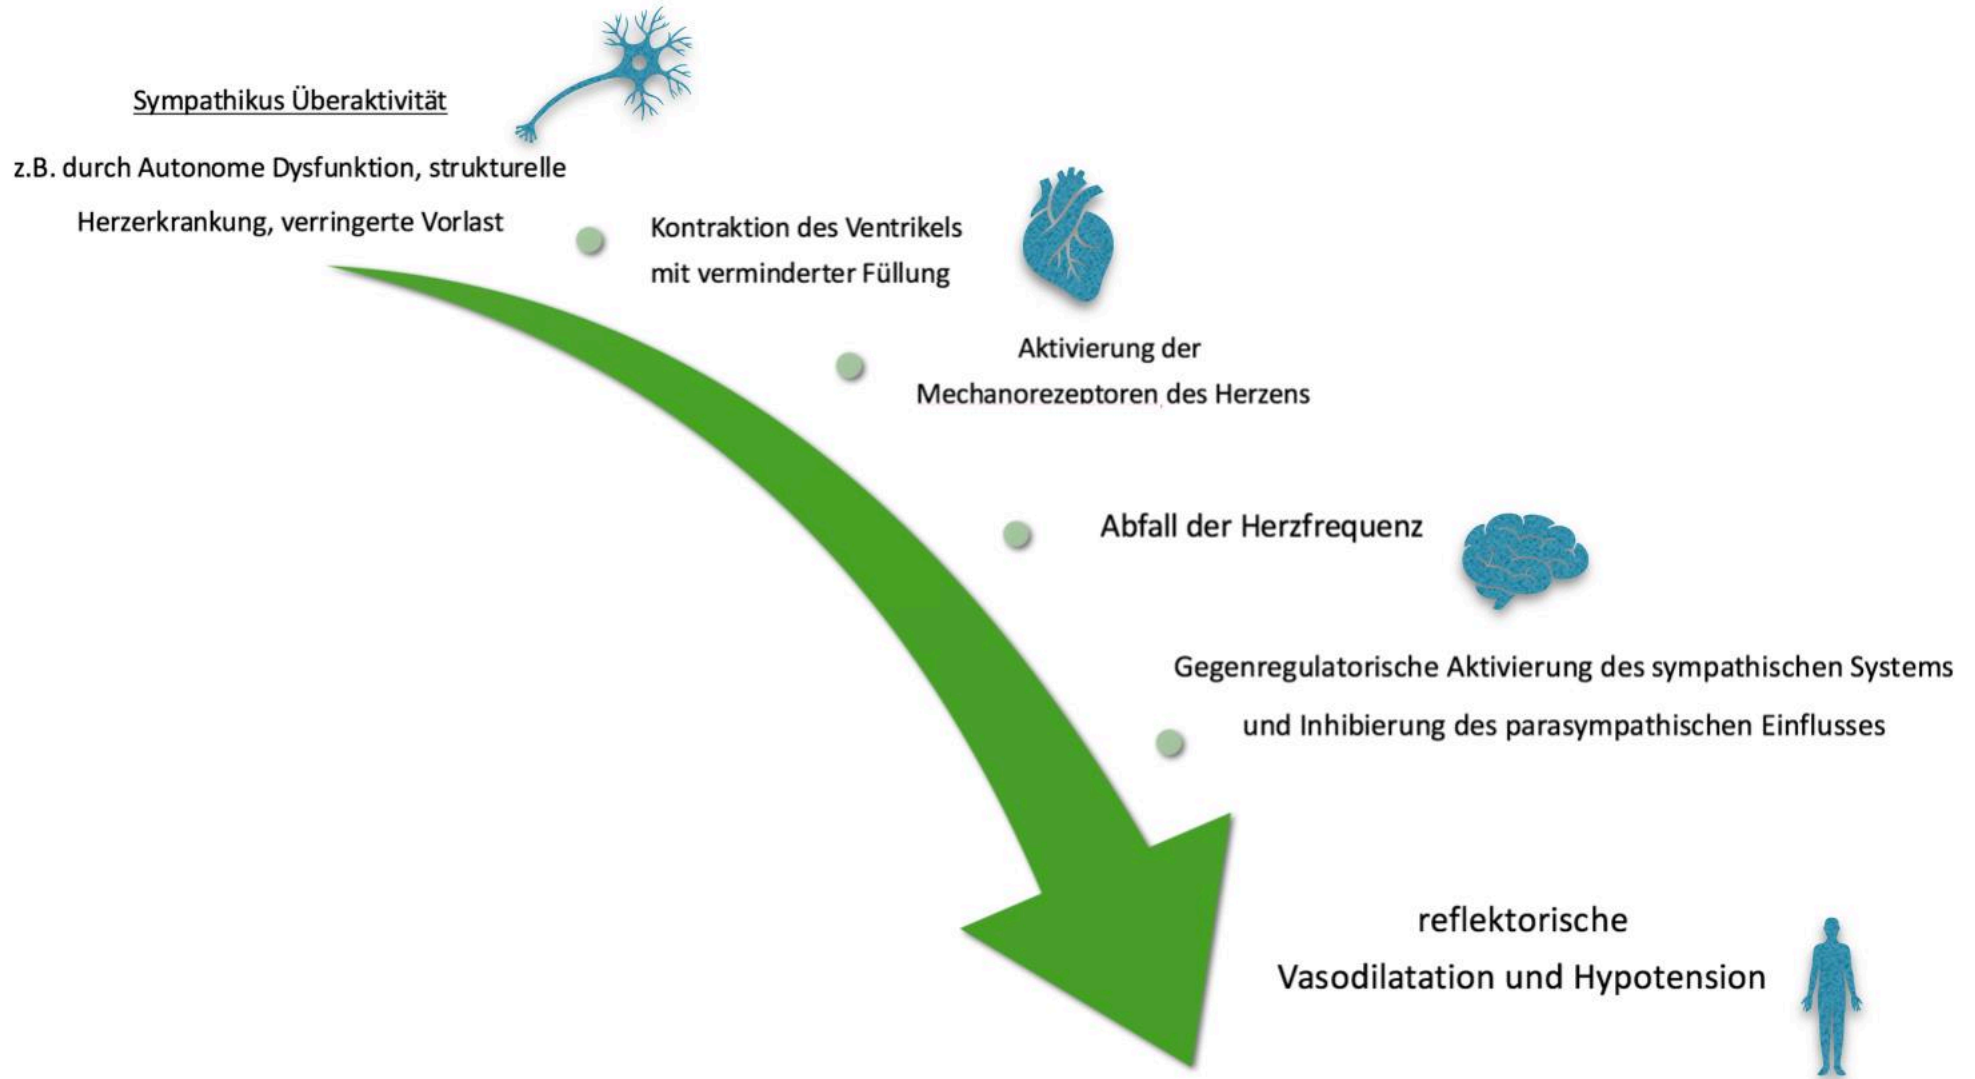 Sympathikus Überaktivität
z.B. durch Autonome Dysfunktion, strukturelle
Herzerkrankung, verringerte Vorlast
Kontraktion des Ventrikels
mit verminderter Füllung
Aktivierung der
Mechanorezeptoren des Herzens
Abfall der Herzfrequenz
Gegenregulatorische Aktivierung des sympathischen Systems
und Inhibierung des parasympathischen Einflusses
reflektorische
Vasodilatation und Hypotension